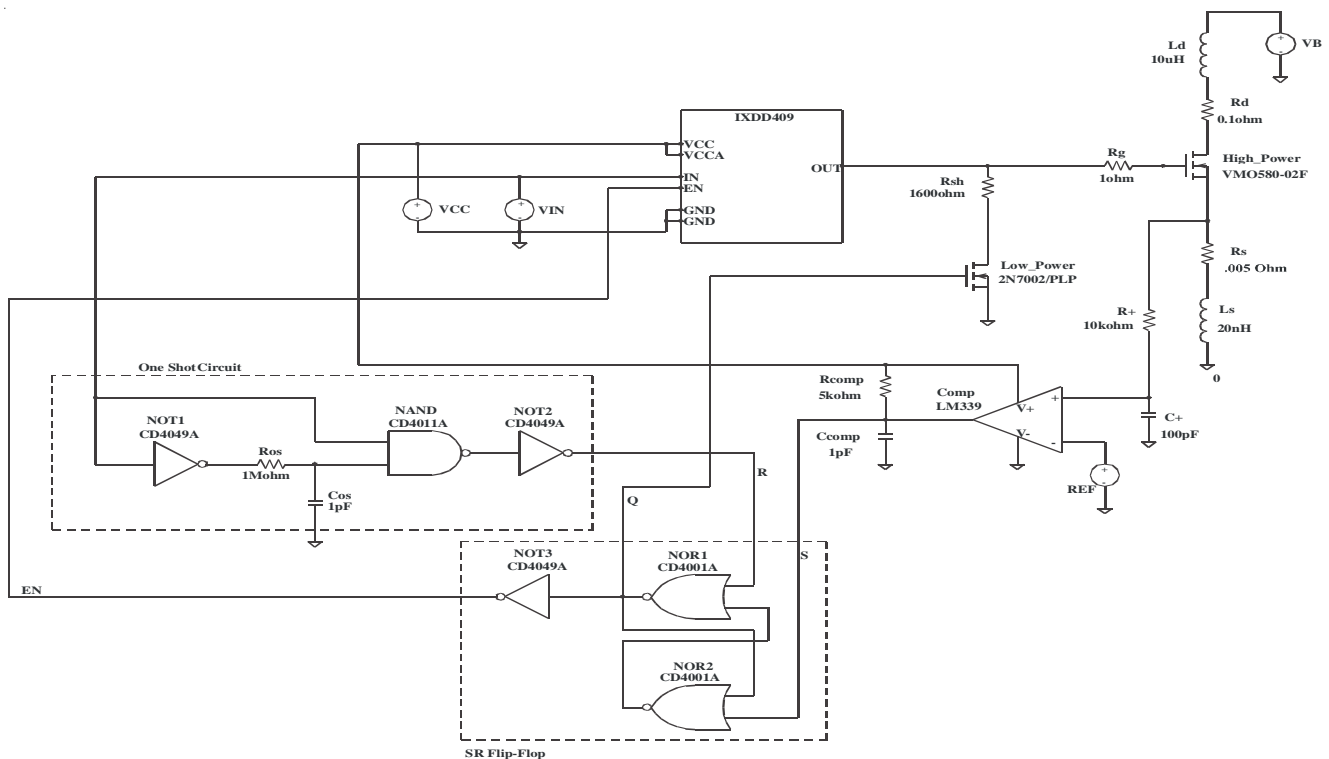 Ld
10uH
+
-
VB
Rd
0.1ohm
IXDD409
VCC
VCCA
IN
EN
GND
GND
OUT
Rg
1ohm
High_Power
VMO580-02F
Rsh
1600ohm
+
-
VCC
+
-
VIN
Rs
.005 Ohm
Low_Power
2N7002/PLP
R+
10kohm
Ls
20nH
0
One ShotCircuit
Rcomp
5kohm
Comp
LM339
V+
V-
+
-
C+
100pF
Ccomp
1pF
+
-
REF
NOT1
CD4049A
NAND
CD4011A
NOT2
CD4049A
Ros
1Mohm
Cos
1pF
R
Q
S
EN
NOT3
CD4049A
NOR1
CD4001A
NOR2
CD4001A
SR Flip-Flop